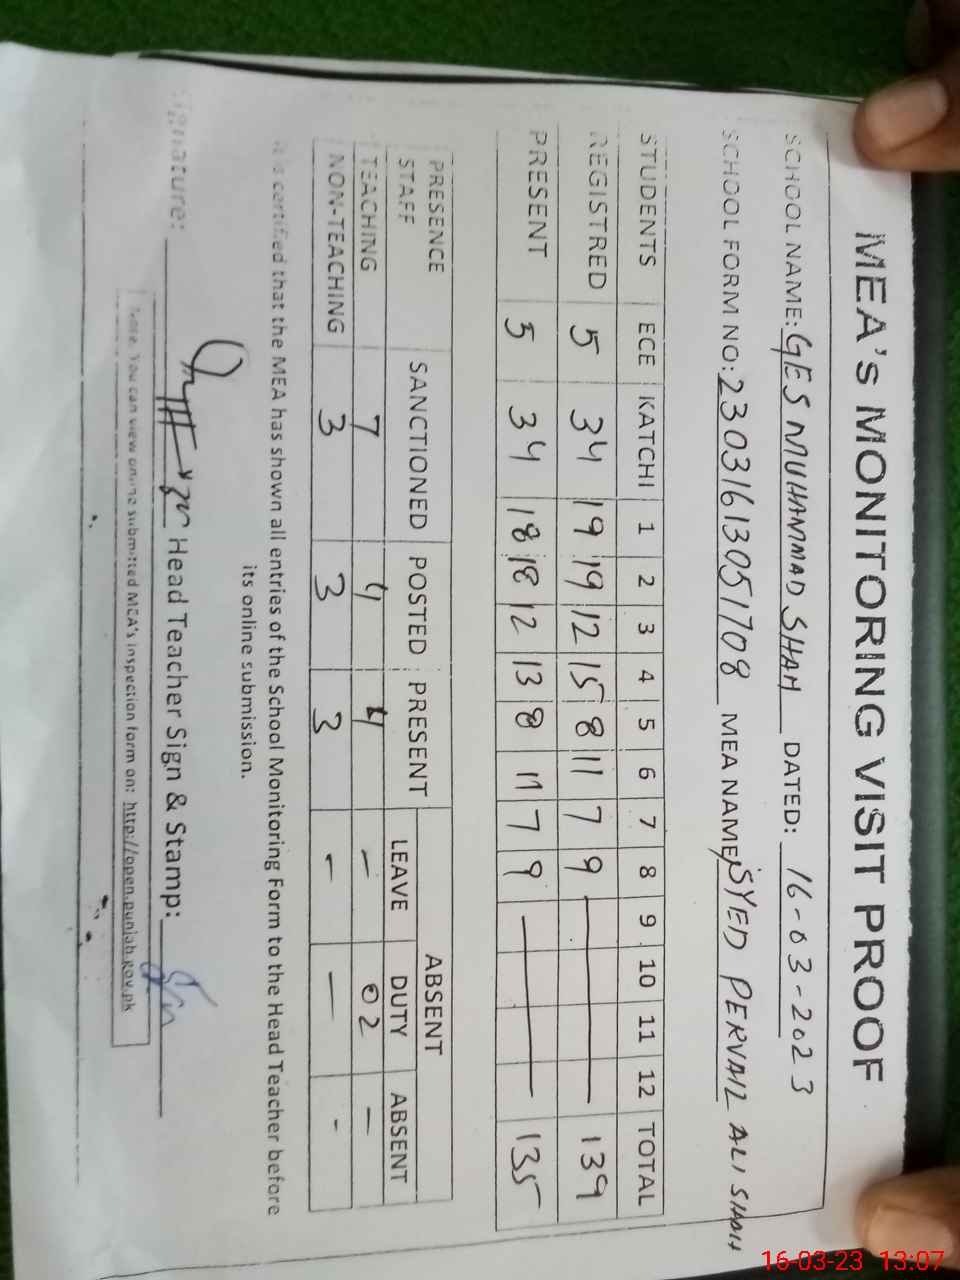 MEA's MONITORING VISIT PROOF
SCHOOL NAME: GES MUHAMMAD SHAH DATED: 16-03-2023
SCHOOL FORM NO: 23031613051708 MEA NAME: SYED PERVAIZ ALI SHAH
STUDENTS ECE KATCHI 1 2 3 4 5 6 7 8 9 10 11 12 TOTAL
REGISTRED 5 34 19 19 12 15 8 11 7 9 — 139
PRESENT 5 34 18 18 12 13 8 11 7 9 — 135
PRESENCE SANCTIONED POSTED PRESENT ABSENT
STAFF LEAVE DUTY ABSENT
TEACHING 7 4 4 — 02 —
NON-TEACHING 3 3 3 — — -
It is certified that the MEA has shown all entries of the School Monitoring Form to the Head Teacher before
its online submission.
Signature: Head Teacher Sign & Stamp:
Note: You can view online submitted MEA's inspection form on: http://open.punjab.gov.pk
16-03-23 13:07